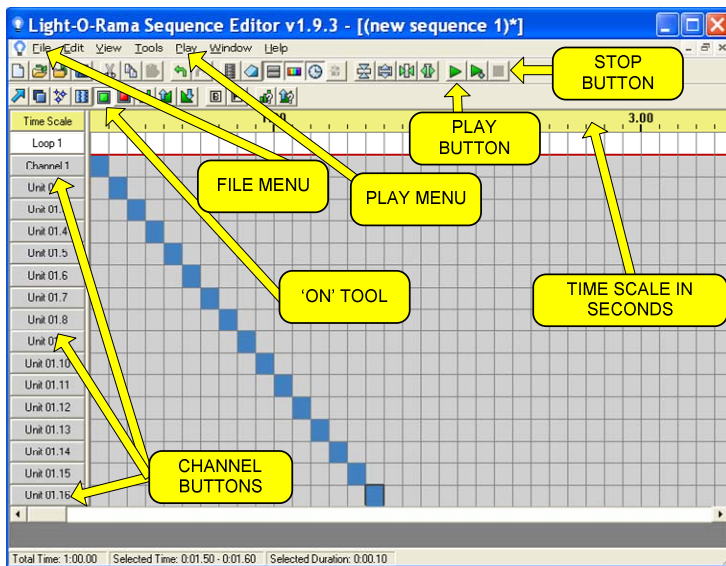 Light-O-Rama Sequence Editor v1.9.3 - [(new sequence 1)*]
File Edit View Tools Play Window Help
STOP
BUTTON
PLAY
BUTTON
Time Scale
3.00
Loop 1
Channel 1
FILE MENU
PLAY MENU
Unit 01.4
Unit 01.5
Unit 01.6
Unit 01.7
'ON' TOOL
TIME SCALE IN
SECONDS
Unit 01.8
Unit 01.10
Unit 01.11
Unit 01.12
Unit 01.13
Unit 01.14
Unit 01.15
Unit 01.16
CHANNEL
BUTTONS
Total Time: 1:00.00 Selected Time: 0:01.50 - 0:01.60 Selected Duration: 0:00.10